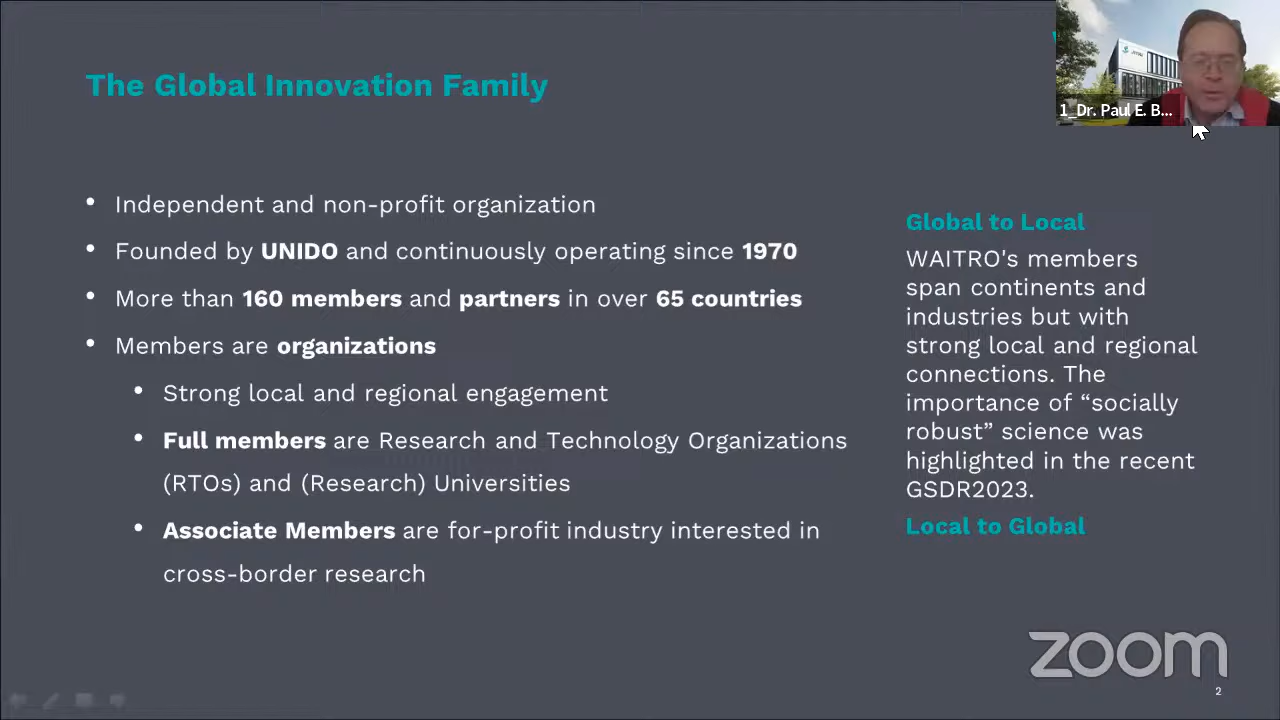 The Global Innovation Family
1_Dr. Paul E. B...
• Independent and non-profit organization
• Founded by UNIDO and continuously operating since 1970
• More than 160 members and partners in over 65 countries
• Members are organizations
• Strong local and regional engagement
• Full members are Research and Technology Organizations
(RTOs) and (Research) Universities
• Associate Members are for-profit industry interested in
cross-border research
Global to Local
WAITRO's members
span continents and
industries but with
strong local and regional
connections. The
importance of “socially
robust” science was
highlighted in the recent
GSDR2023.
Local to Global
zoom
2